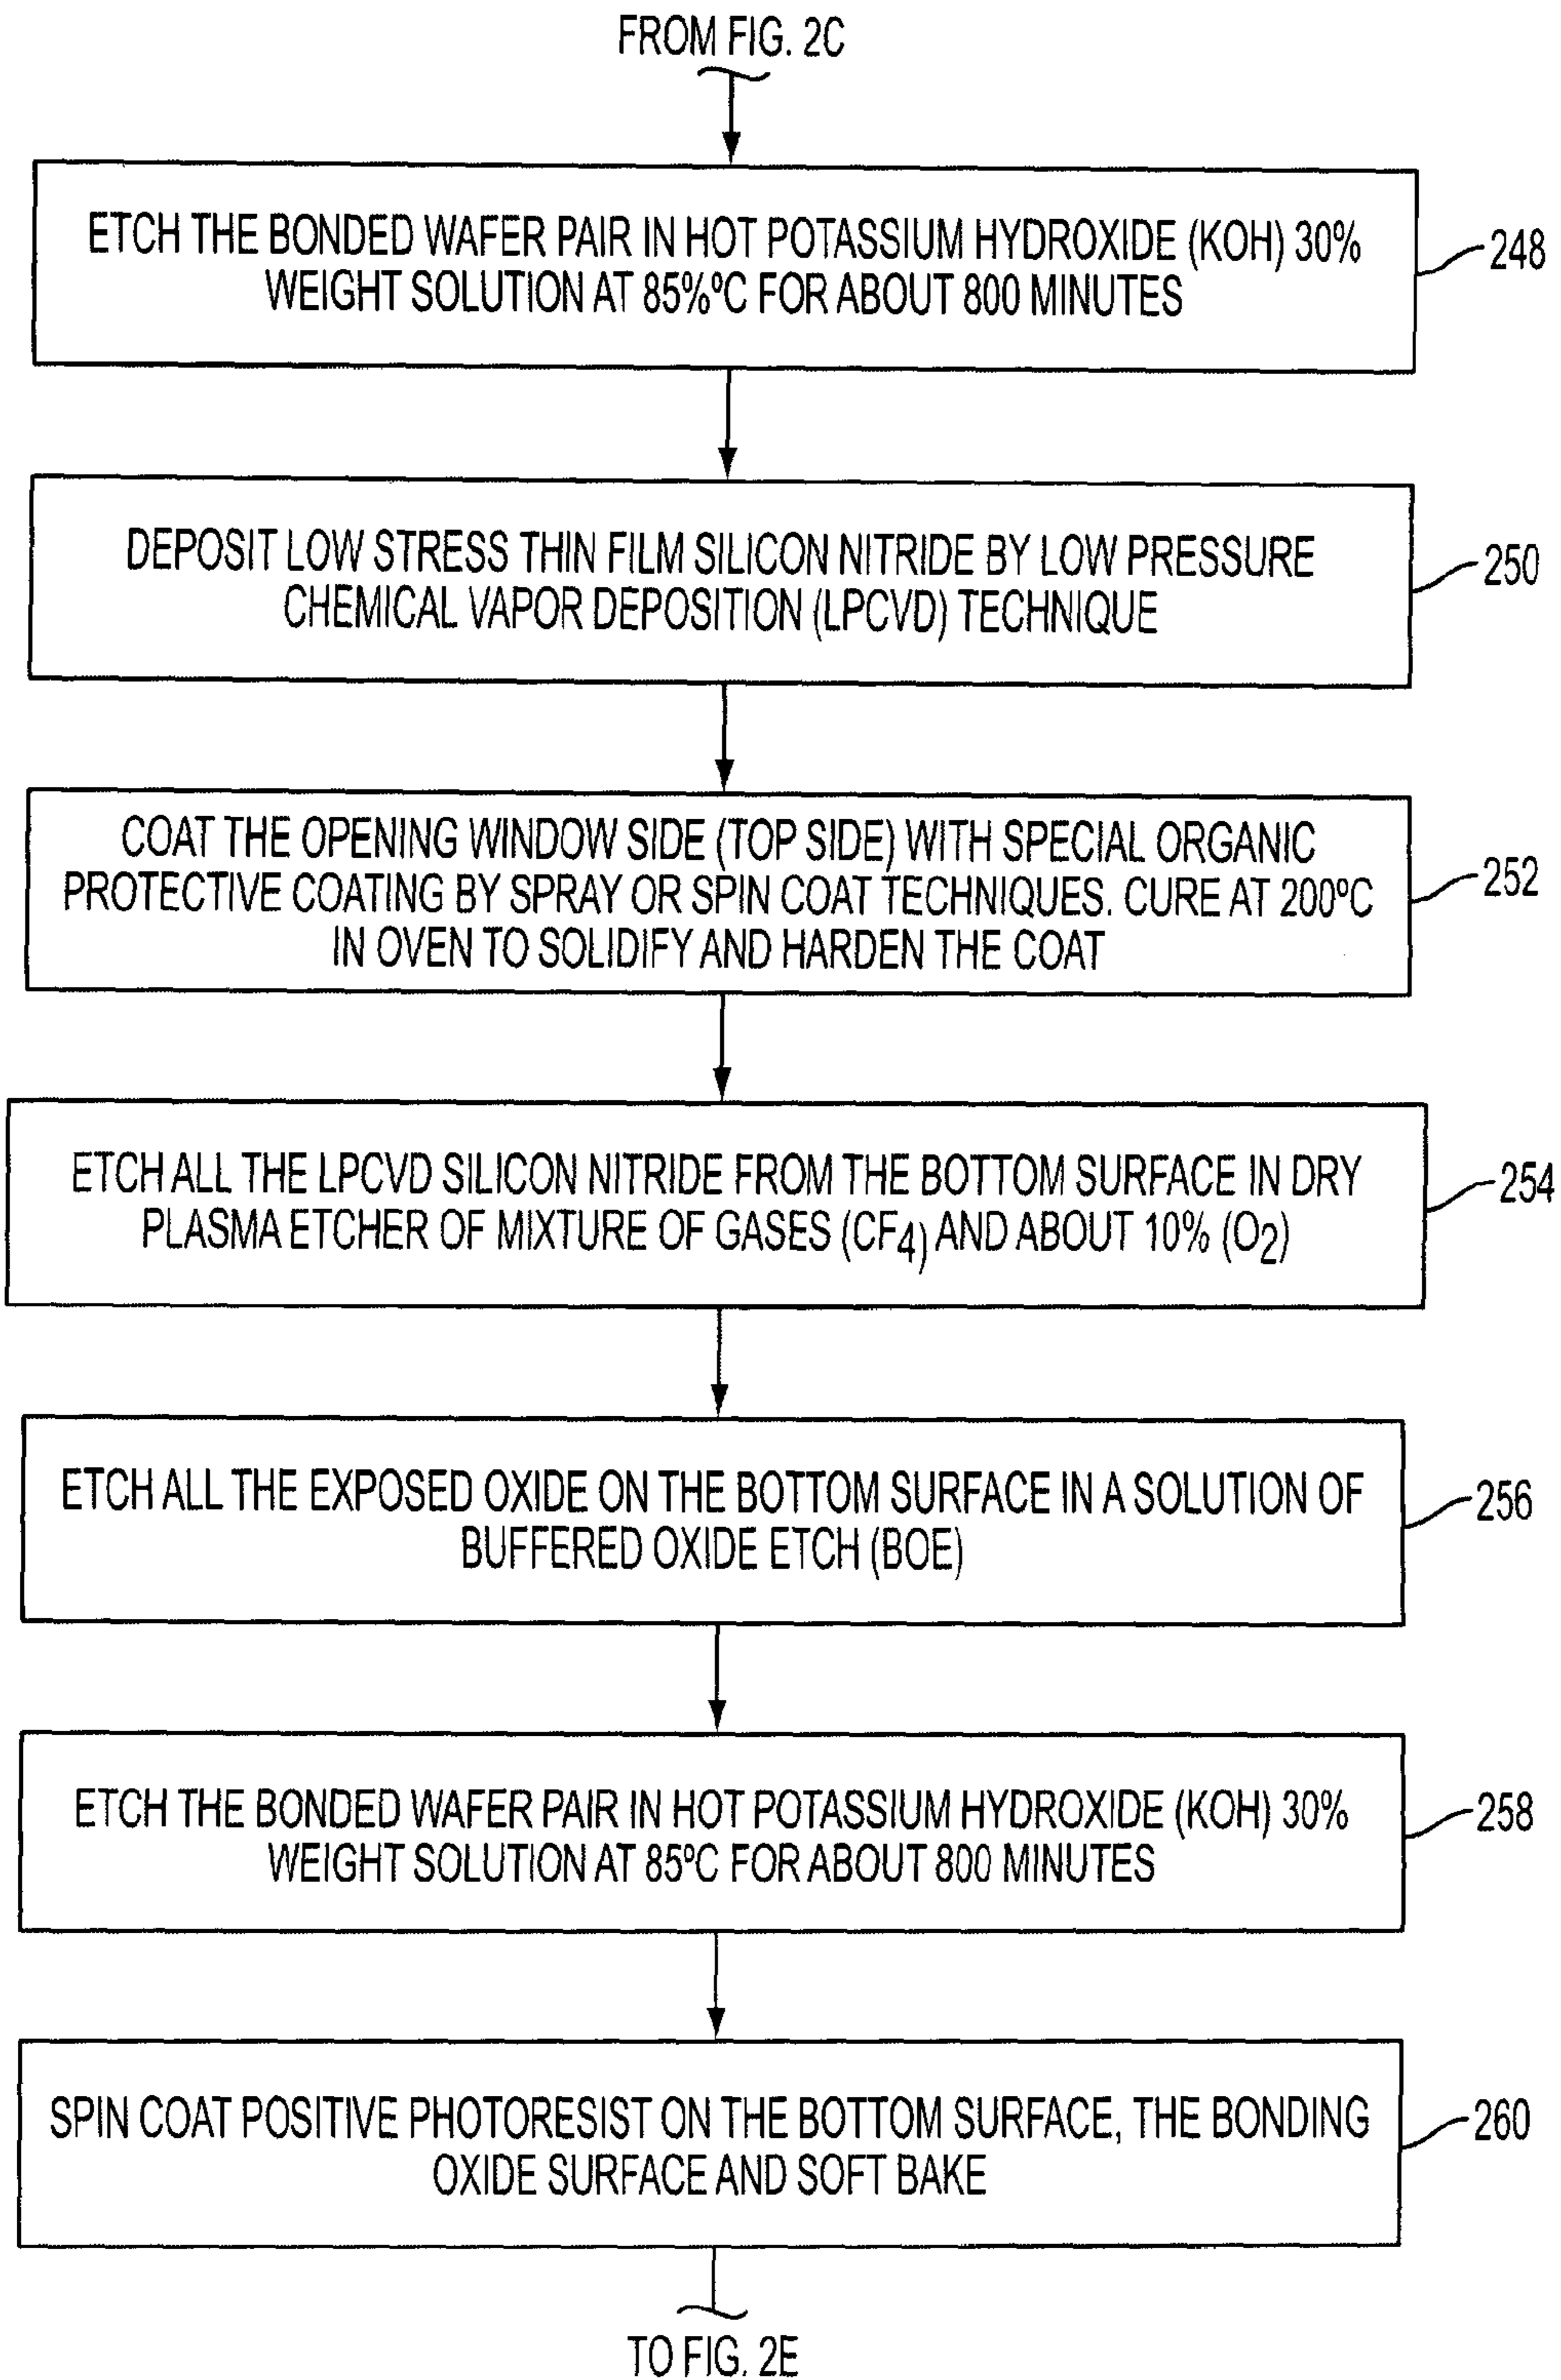 FROM FIG. 2C
ETCH THE BONDED WAFER PAIR IN HOT POTASSIUM HYDROXIDE (KOH) 30%
WEIGHT SOLUTION AT 85%ºC FOR ABOUT 800 MINUTES
248
DEPOSIT LOW STRESS THIN FILM SILICON NITRIDE BY LOW PRESSURE
CHEMICAL VAPOR DEPOSITION (LPCVD) TECHNIQUE
250
COAT THE OPENING WINDOW SIDE (TOP SIDE) WITH SPECIAL ORGANIC
PROTECTIVE COATING BY SPRAY OR SPIN COAT TECHNIQUES. CURE AT 200ºC
IN OVEN TO SOLIDIFY AND HARDEN THE COAT
252
ETCH ALL THE LPCVD SILICON NITRIDE FROM THE BOTTOM SURFACE IN DRY
PLASMA ETCHER OF MIXTURE OF GASES (CF4) AND ABOUT 10% (O2)
254
ETCH ALL THE EXPOSED OXIDE ON THE BOTTOM SURFACE IN A SOLUTION OF
BUFFERED OXIDE ETCH (BOE)
256
ETCH THE BONDED WAFER PAIR IN HOT POTASSIUM HYDROXIDE (KOH) 30%
WEIGHT SOLUTION AT 85ºC FOR ABOUT 800 MINUTES
258
SPIN COAT POSITIVE PHOTORESIST ON THE BOTTOM SURFACE, THE BONDING
OXIDE SURFACE AND SOFT BAKE
260
TO FIG. 2E